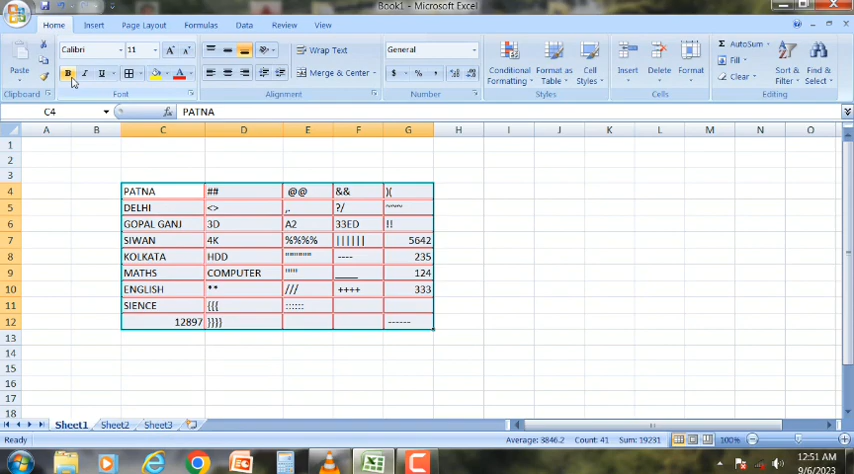 Book1 - Microsoft Excel
Home Insert Page Layout Formulas Data Review View
Paste
Calibri 11
B I U
Wrap Text
Merge & Center
General
$ % ,
Conditional Formatting
Format as Table
Cell Styles
Insert Delete Format
Σ AutoSum
Fill
Clear
Sort & Filter
Find & Select
Clipboard Font Alignment Number Styles Cells Editing
C4 fx PATNA
A B C D E F G H I J K L M N O
1
2
3
4 PATNA ## @@ && )(
5 DELHI <> ,. ?/ ~~~
6 GOPAL GANJ 3D A2 33ED !!
7 SIWAN 4K %%%% |||||| 5642
8 KOLKATA HDD ---- 235
9 MATHS COMPUTER ____ 124
10 ENGLISH ** /// ++++ 333
11 SIENCE {{{ ::::::
12 12897 }}}} ------
13
14
15
16
17
18
Sheet1 Sheet2 Sheet3
Ready Average: 3846.2 Count: 41 Sum: 19231 100%
12:51 AM
9/6/2023